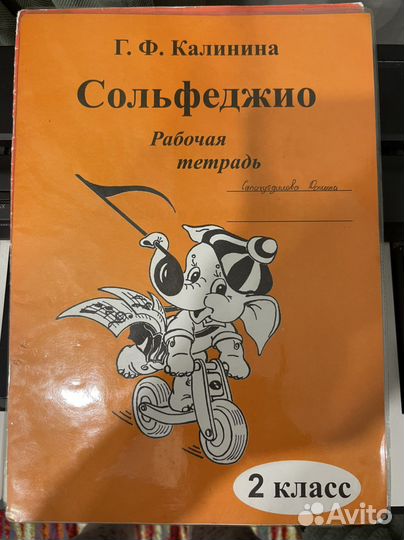 Г. Ф. Калинина
Сольфеджио
Рабочая
тетрадь
2 класс
Avito